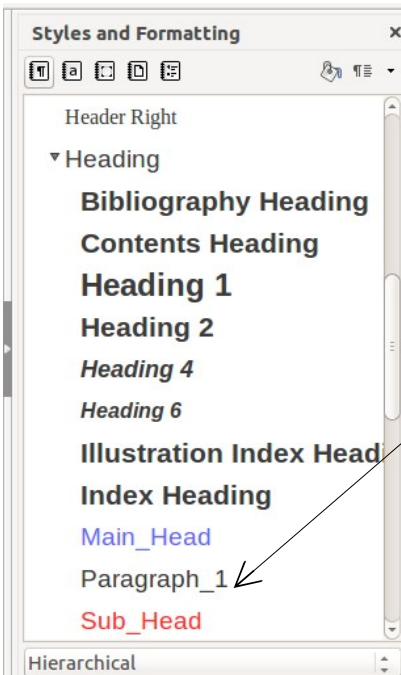 Styles and Formatting
Header Right
Heading
Bibliography Heading
Contents Heading
Heading 1
Heading 2
Heading 4
Heading 6
Illustration Index Headi
Index Heading
Main_Head
Paragraph_1
Sub_Head
Hierarchical